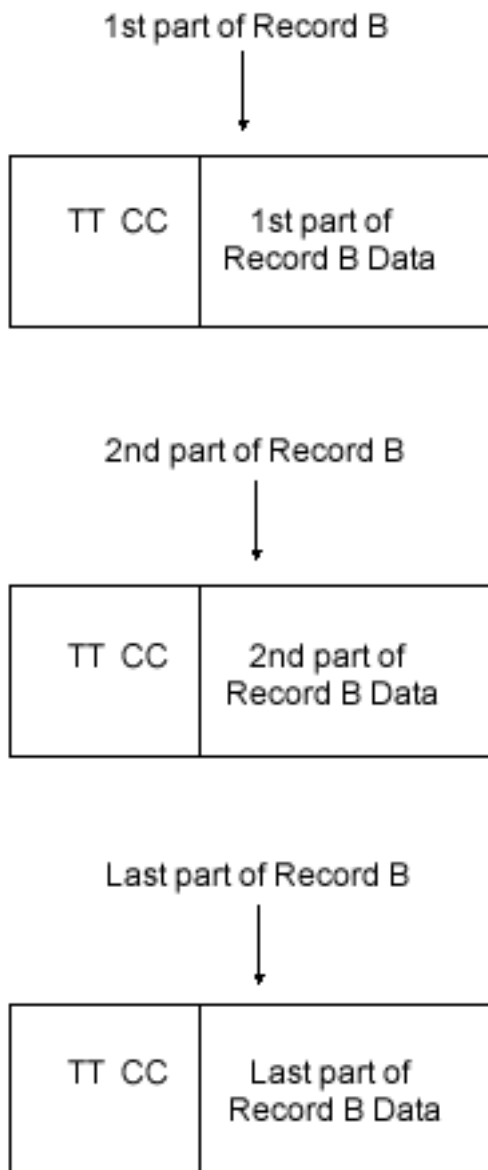 1st part of Record B
TT CC
1st part of
Record B Data
2nd part of Record B
TT CC
2nd part of
Record B Data
Last part of Record B
TT CC
Last part of
Record B Data